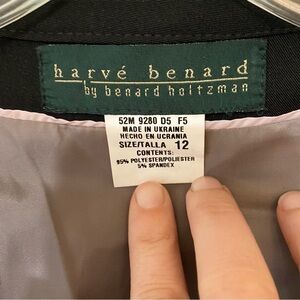 harvé benard
by benard holtzman
52M 9280 D5 F5
MADE IN UKRAINE
HECHO EN UCRANIA
SIZE/TALLA 12
CONTENTS:
95% POLYESTER/POLIESTER
5% SPANDEX